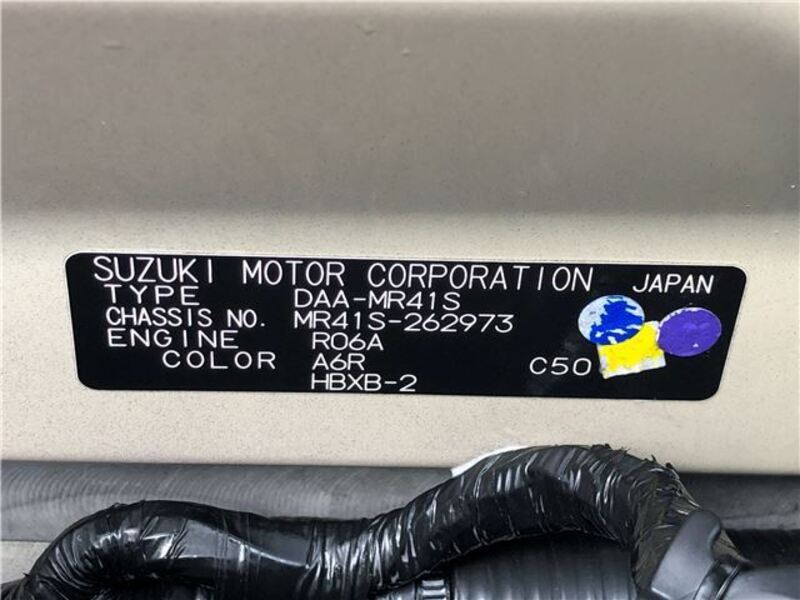 SUZUKI MOTOR CORPORATION JAPAN
TYPE DAA-MR41S
CHASSIS NO. MR41S-262973
ENGINE R06A
COLOR A6R C50
HBXB-2